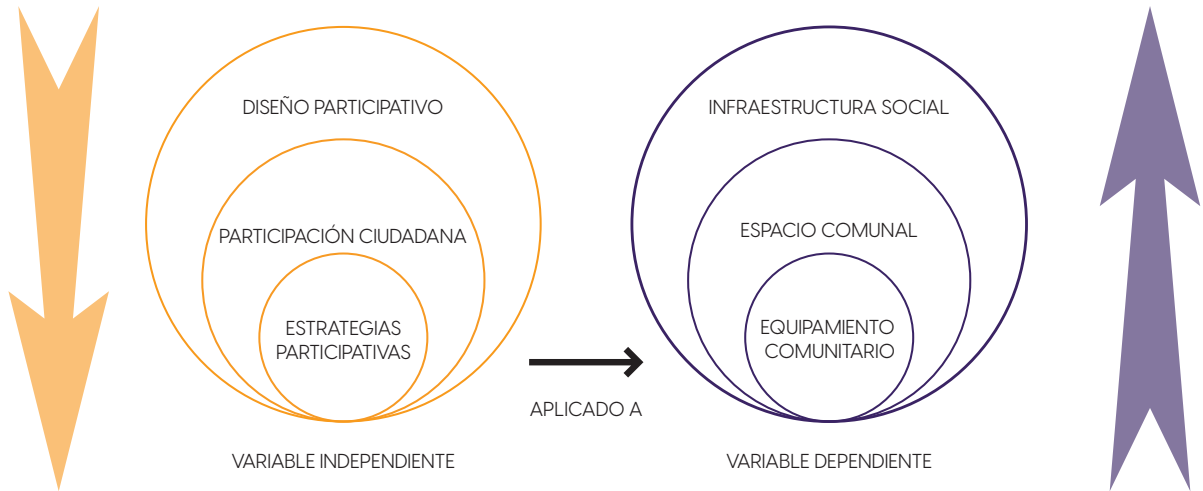 DISEÑO PARTICIPATIVO
PARTICIPACIÓN CIUDADANA
ESTRATEGIAS
PARTICIPATIVAS
VARIABLE INDEPENDIENTE
APLICADO A
INFRAESTRUCTURA SOCIAL
ESPACIO COMUNAL
EQUIPAMIENTO
COMUNITARIO
VARIABLE DEPENDIENTE